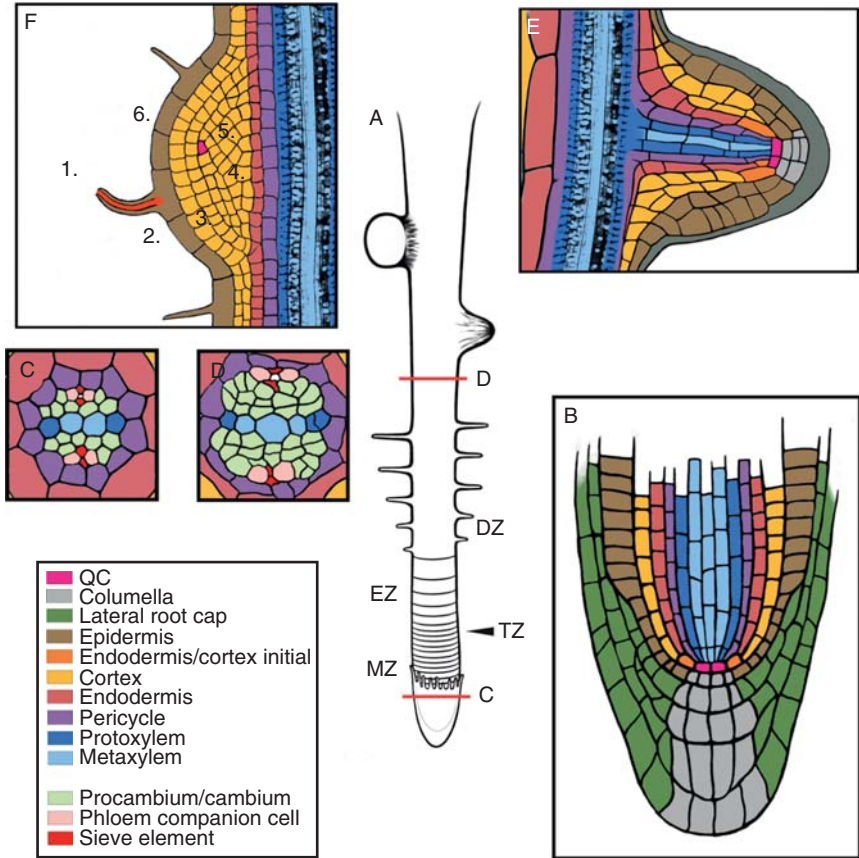 F
6.
5.
1.
4.
3
2.
A
E
C
D
D
DZ
EZ
TZ
MZ
C
B
QC
Columella
Lateral root cap
Epidermis
Endodermis/cortex initial
Cortex
Endodermis
Pericycle
Protoxylem
Metaxylem
Procambium/cambium
Phloem companion cell
Sieve element